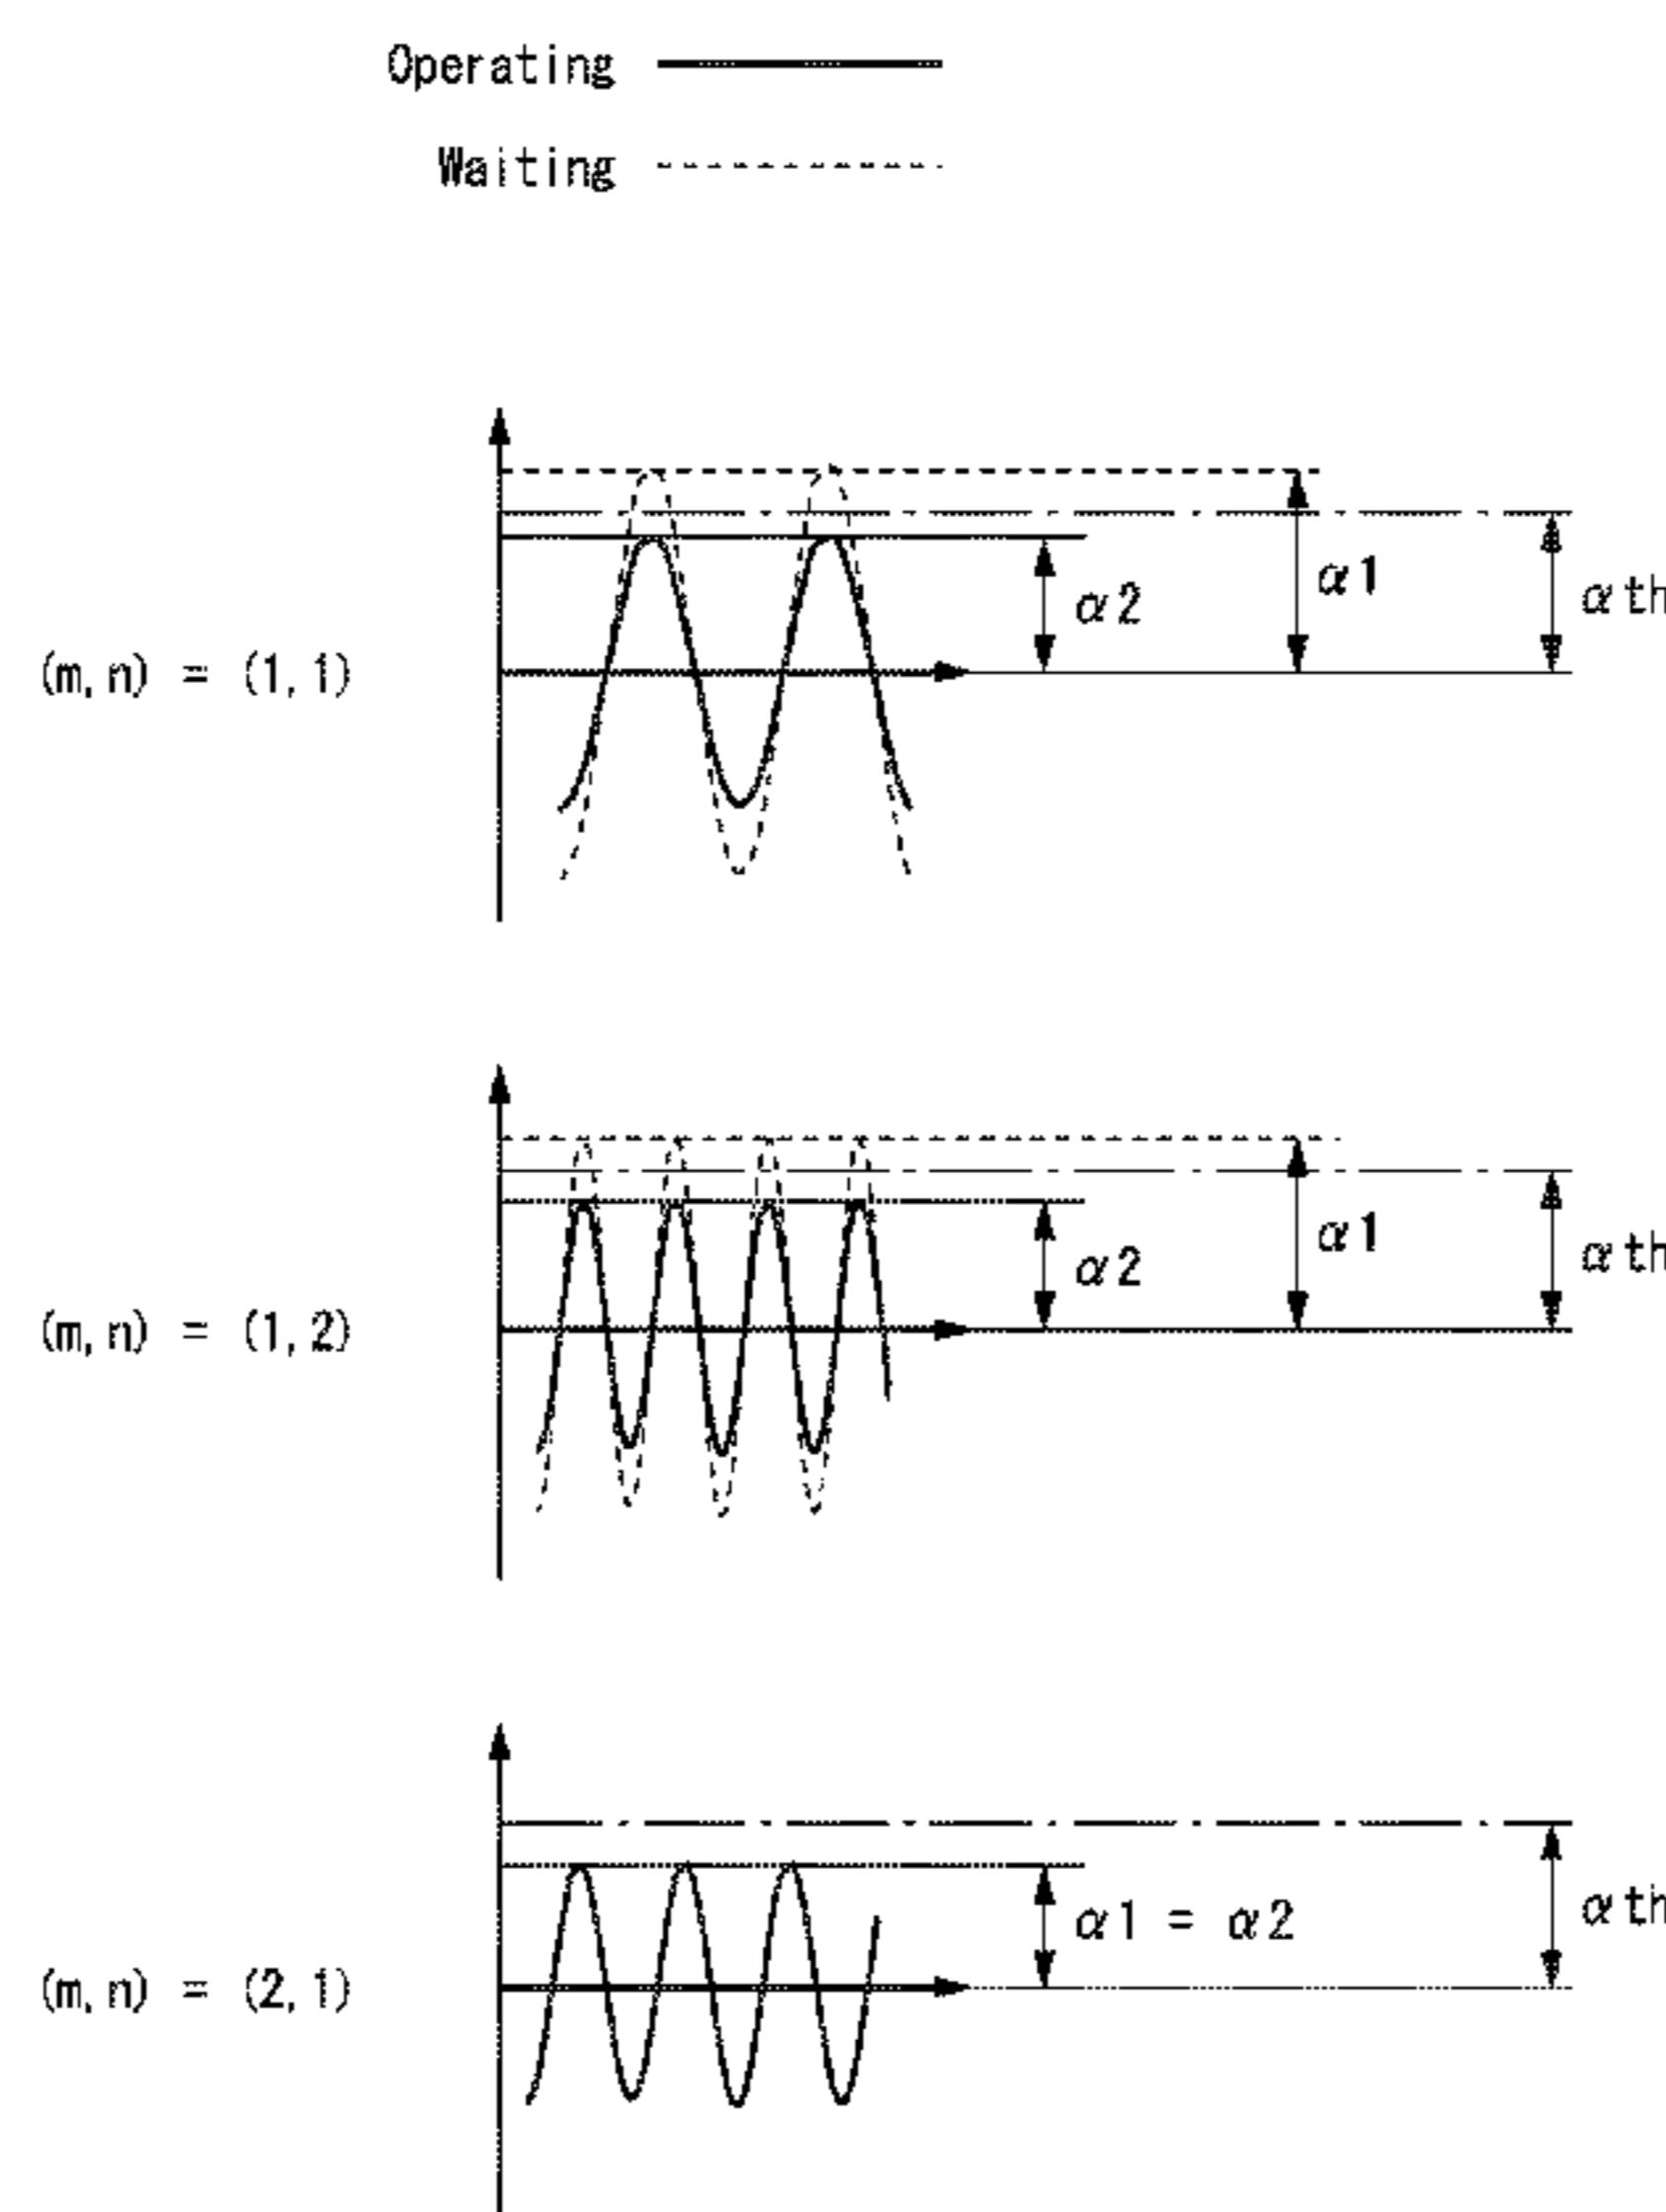 Operating
Waiting
α1
α2
αth
(m,n) = (1,1)
α1
α2
αth
(m,n) = (1,2)
α1 = α2
αth
(m,n) = (2,1)